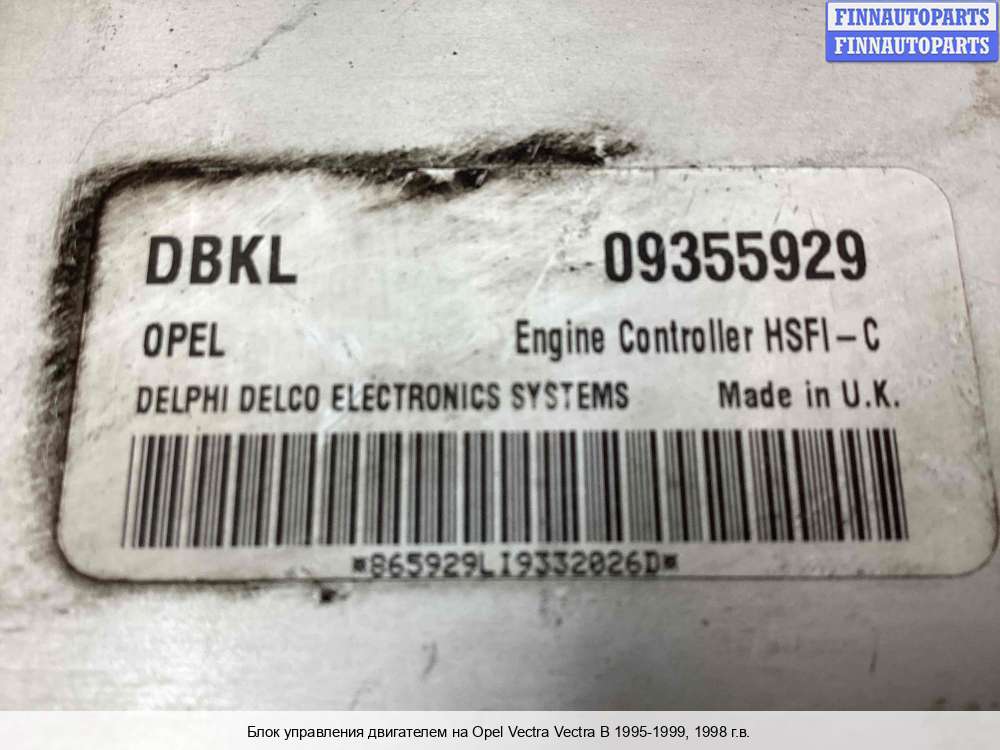 FINNAUTOPARTS
FINNAUTOPARTS
DBKL 09355929
OPEL Engine Controller HSFI-C
DELPHI DELCO ELECTRONICS SYSTEMS Made in U.K.
*865929LI9332026D*
Блок управления двигателем на Opel Vectra Vectra B 1995-1999, 1998 г.в.